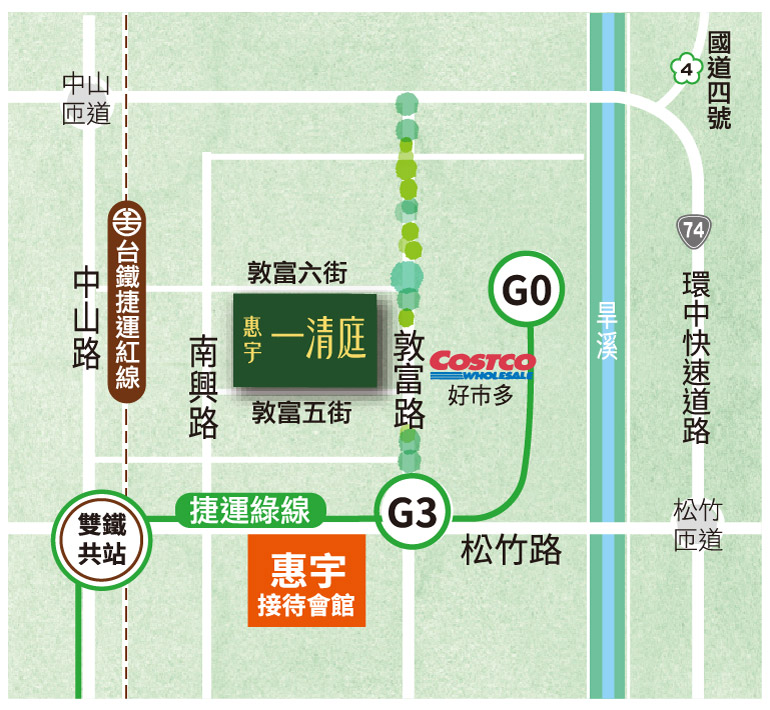 國道四號
4
中山
匝道
74
台鐵捷運紅線
敦富六街
G0
中山路
環中快速道路
惠宇
一清庭
旱溪
南興路
敦富路
COSTCO
WHOLESALE
好市多
敦富五街
捷運綠線
G3
雙鐵
共站
松竹
匝道
松竹路
惠宇
接待會館